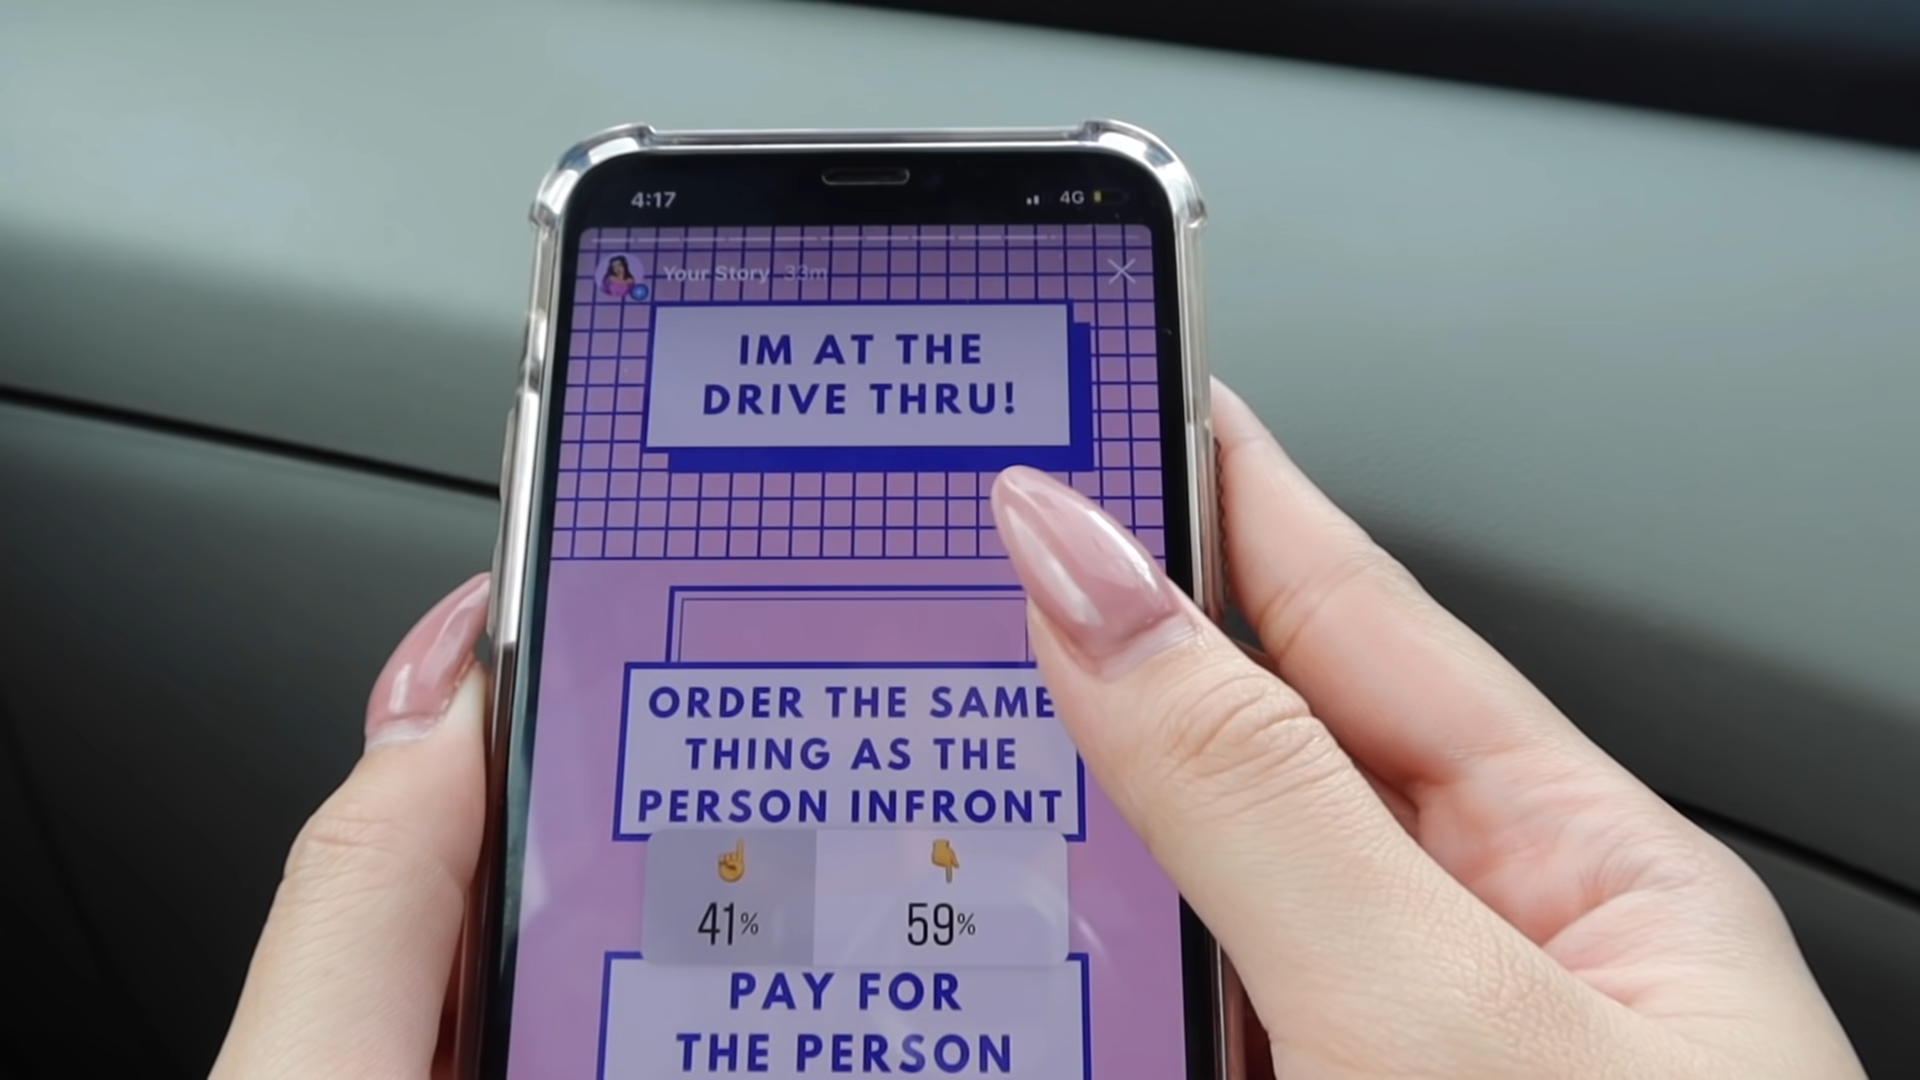 4:17 4G
Your Story 33m
IM AT THE
DRIVE THRU!
ORDER THE SAME
THING AS THE
PERSON INFRONT
41% 59%
PAY FOR
THE PERSON